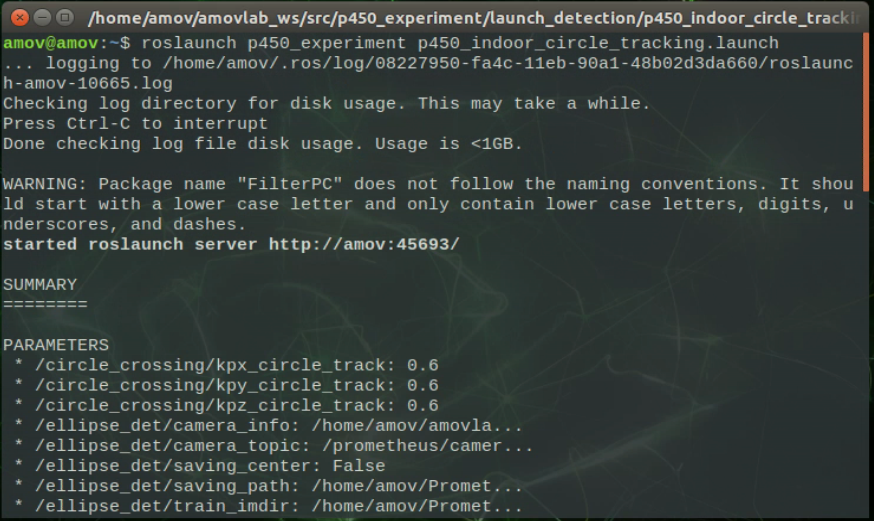 /home/amov/amovlab_ws/src/p450_experiment/launch_detection/p450_indoor_circle_trackin
amov@amov:~$ roslaunch p450_experiment p450_indoor_circle_tracking.launch
... logging to /home/amov/.ros/log/08227950-fa4c-11eb-90a1-48b02d3da660/roslaunc
h-amov-10665.log
Checking log directory for disk usage. This may take a while.
Press Ctrl-C to interrupt
Done checking log file disk usage. Usage is <1GB.
WARNING: Package name "FilterPC" does not follow the naming conventions. It shou
ld start with a lower case letter and only contain lower case letters, digits, u
nderscores, and dashes.
started roslaunch server http://amov:45693/
SUMMARY
========
PARAMETERS
* /circle_crossing/kpx_circle_track: 0.6
* /circle_crossing/kpy_circle_track: 0.6
* /circle_crossing/kpz_circle_track: 0.6
* /ellipse_det/camera_info: /home/amov/amovla...
* /ellipse_det/camera_topic: /prometheus/camer...
* /ellipse_det/saving_center: False
* /ellipse_det/saving_path: /home/amov/Promet...
* /ellipse_det/train_imdir: /home/amov/Promet...